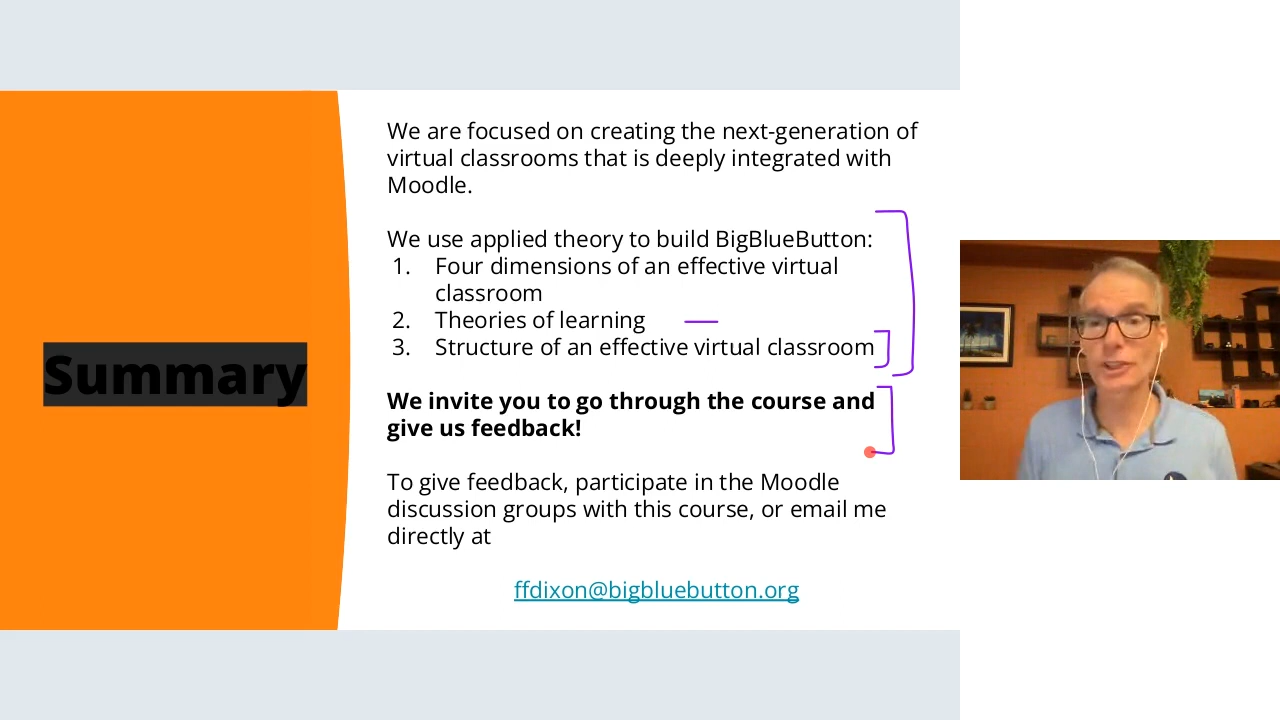 Summary
We are focused on creating the next-generation of
virtual classrooms that is deeply integrated with
Moodle.
We use applied theory to build BigBlueButton:
1. Four dimensions of an effective virtual
classroom
2. Theories of learning
3. Structure of an effective virtual classroom
We invite you to go through the course and
give us feedback!
To give feedback, participate in the Moodle
discussion groups with this course, or email me
directly at
ffdixon@bigbluebutton.org